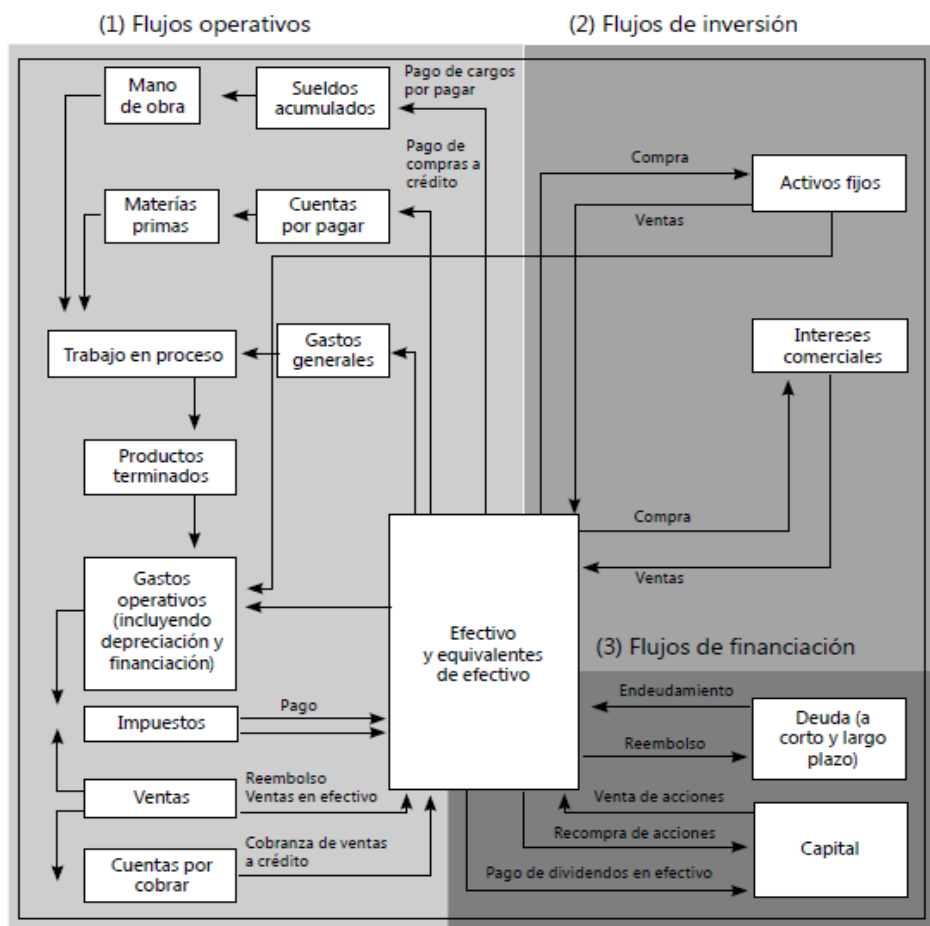 (1) Flujos operativos
(2) Flujos de inversión
Mano
de obra
Sueldos
acumulados
Pago de cargos
por pagar
Pago de
compras a
crédito
Materías
primas
Cuentas
por pagar
Compra
Activos fijos
Ventas
Trabajo en proceso
Gastos
generales
Intereses
comerciales
Productos
terminados
Compra
Ventas
Gastos
operativos
(incluyendo
depreciación y
financiación)
Efectivo
y equivalentes
de efectivo
(3) Flujos de financiación
Impuestos
Pago
Reembolso
Ventas en efectivo
Ventas
Cobranza de ventas
a crédito
Cuentas por
cobrar
Endeudamiento
Deuda (a
corto y largo
plazo)
Reembolso
Venta de acciones
Recompra de acciones
Capital
Pago de dividendos en efectivo